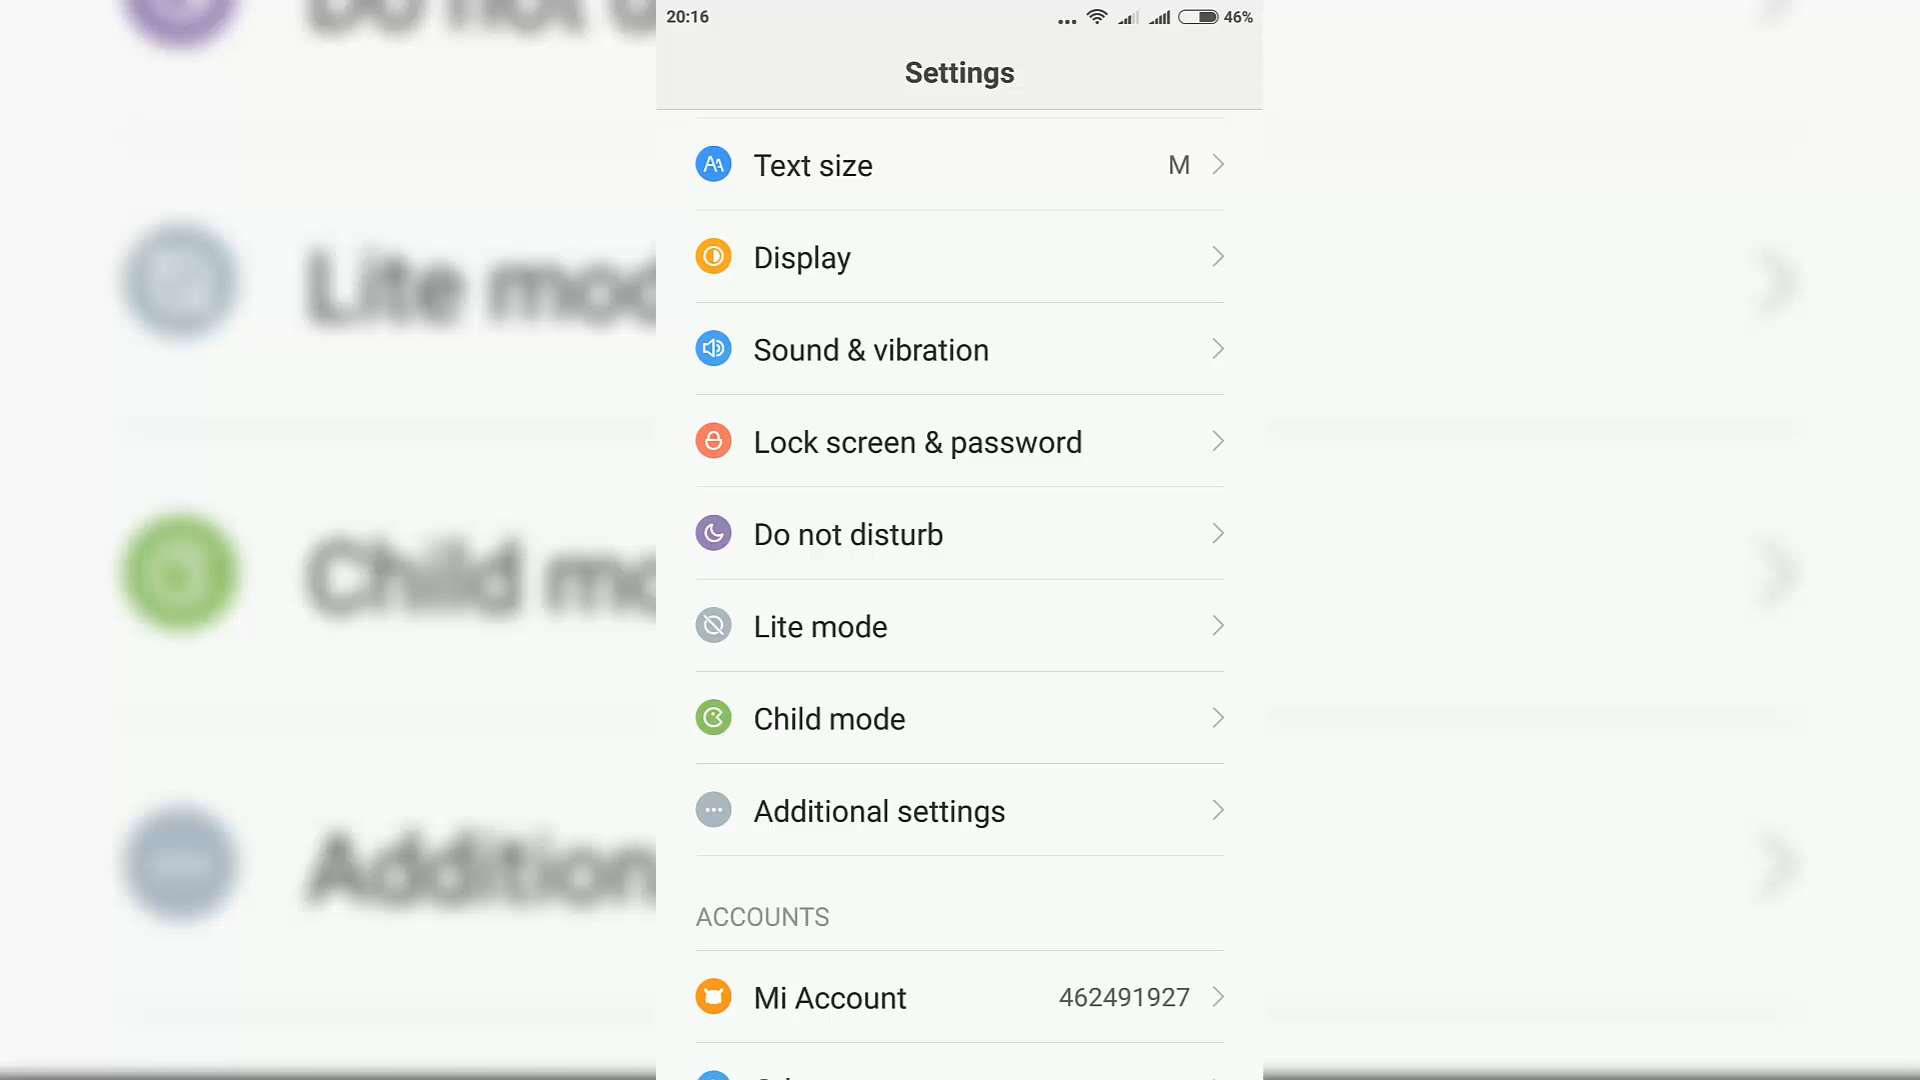 20:16 46%
Settings
Text size M
Display
Sound & vibration
Lock screen & password
Do not disturb
Lite mode
Child mode
Additional settings
ACCOUNTS
Mi Account 462491927